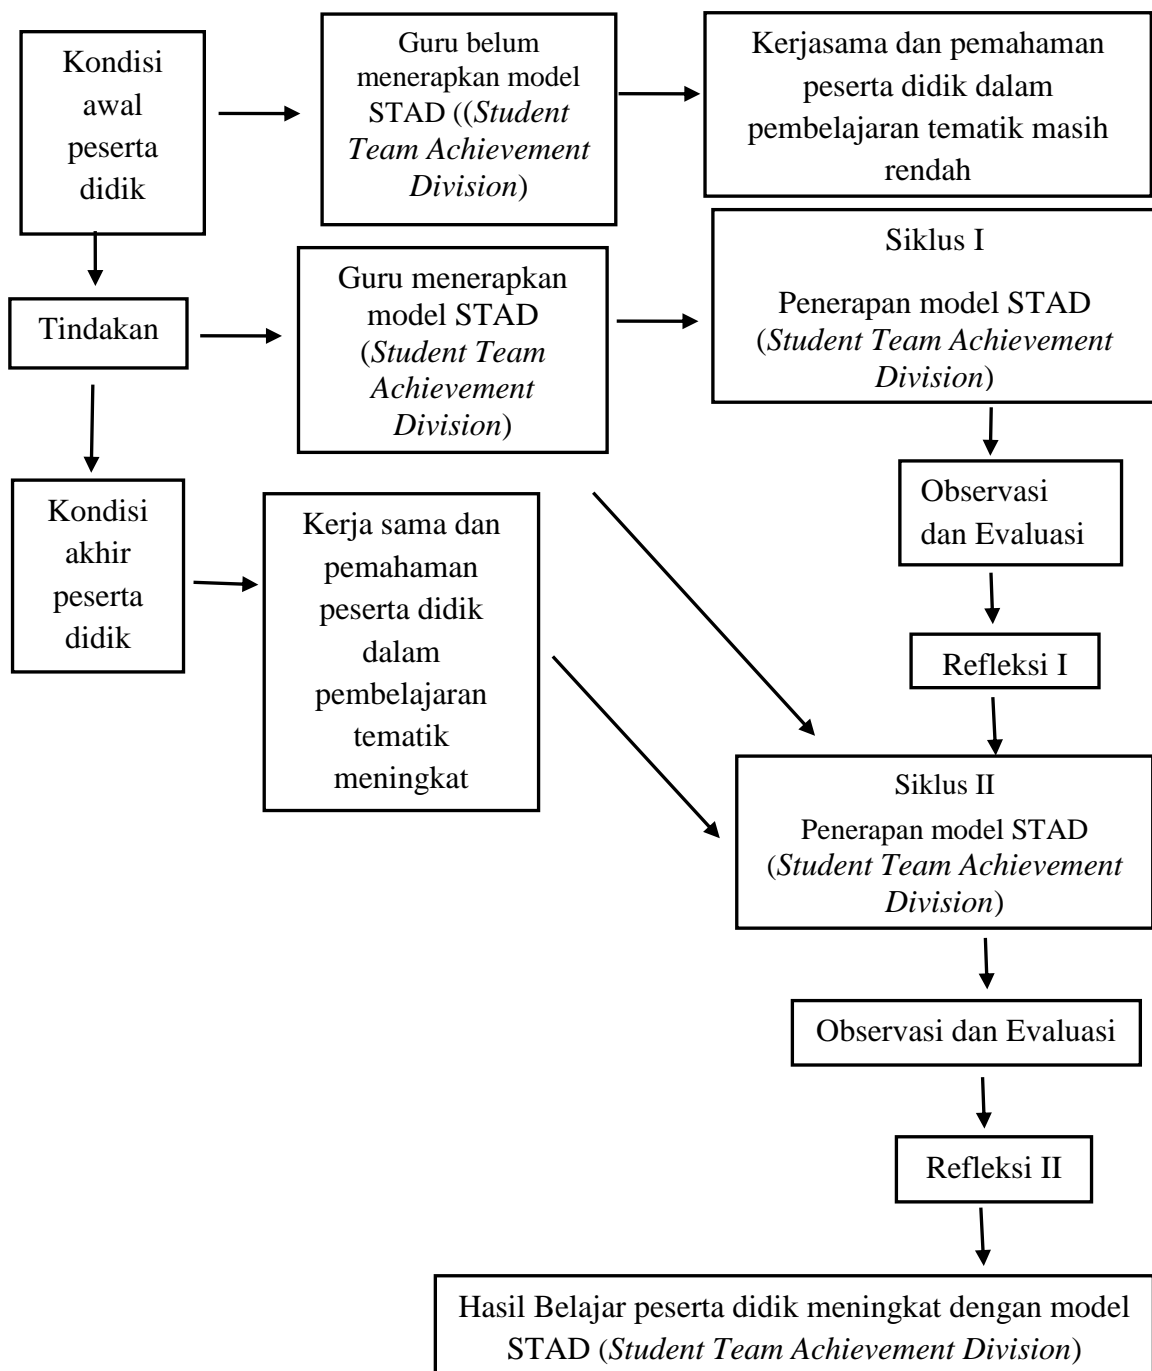 Kondisi
awal
peserta
didik
Guru belum
menerapkan model
STAD ((Student
Team Achievement
Division)
Kerjasama dan pemahaman
peserta didik dalam
pembelajaran tematik masih
rendah
Tindakan
Guru menerapkan
model STAD
(Student Team
Achievement
Division)
Siklus I
Penerapan model STAD
(Student Team Achievement
Division)
Observasi
dan Evaluasi
Refleksi I
Kondisi
akhir
peserta
didik
Kerja sama dan
pemahaman
peserta didik
dalam
pembelajaran
tematik
meningkat
Siklus II
Penerapan model STAD
(Student Team Achievement
Division)
Observasi dan Evaluasi
Refleksi II
Hasil Belajar peserta didik meningkat dengan model
STAD (Student Team Achievement Division)